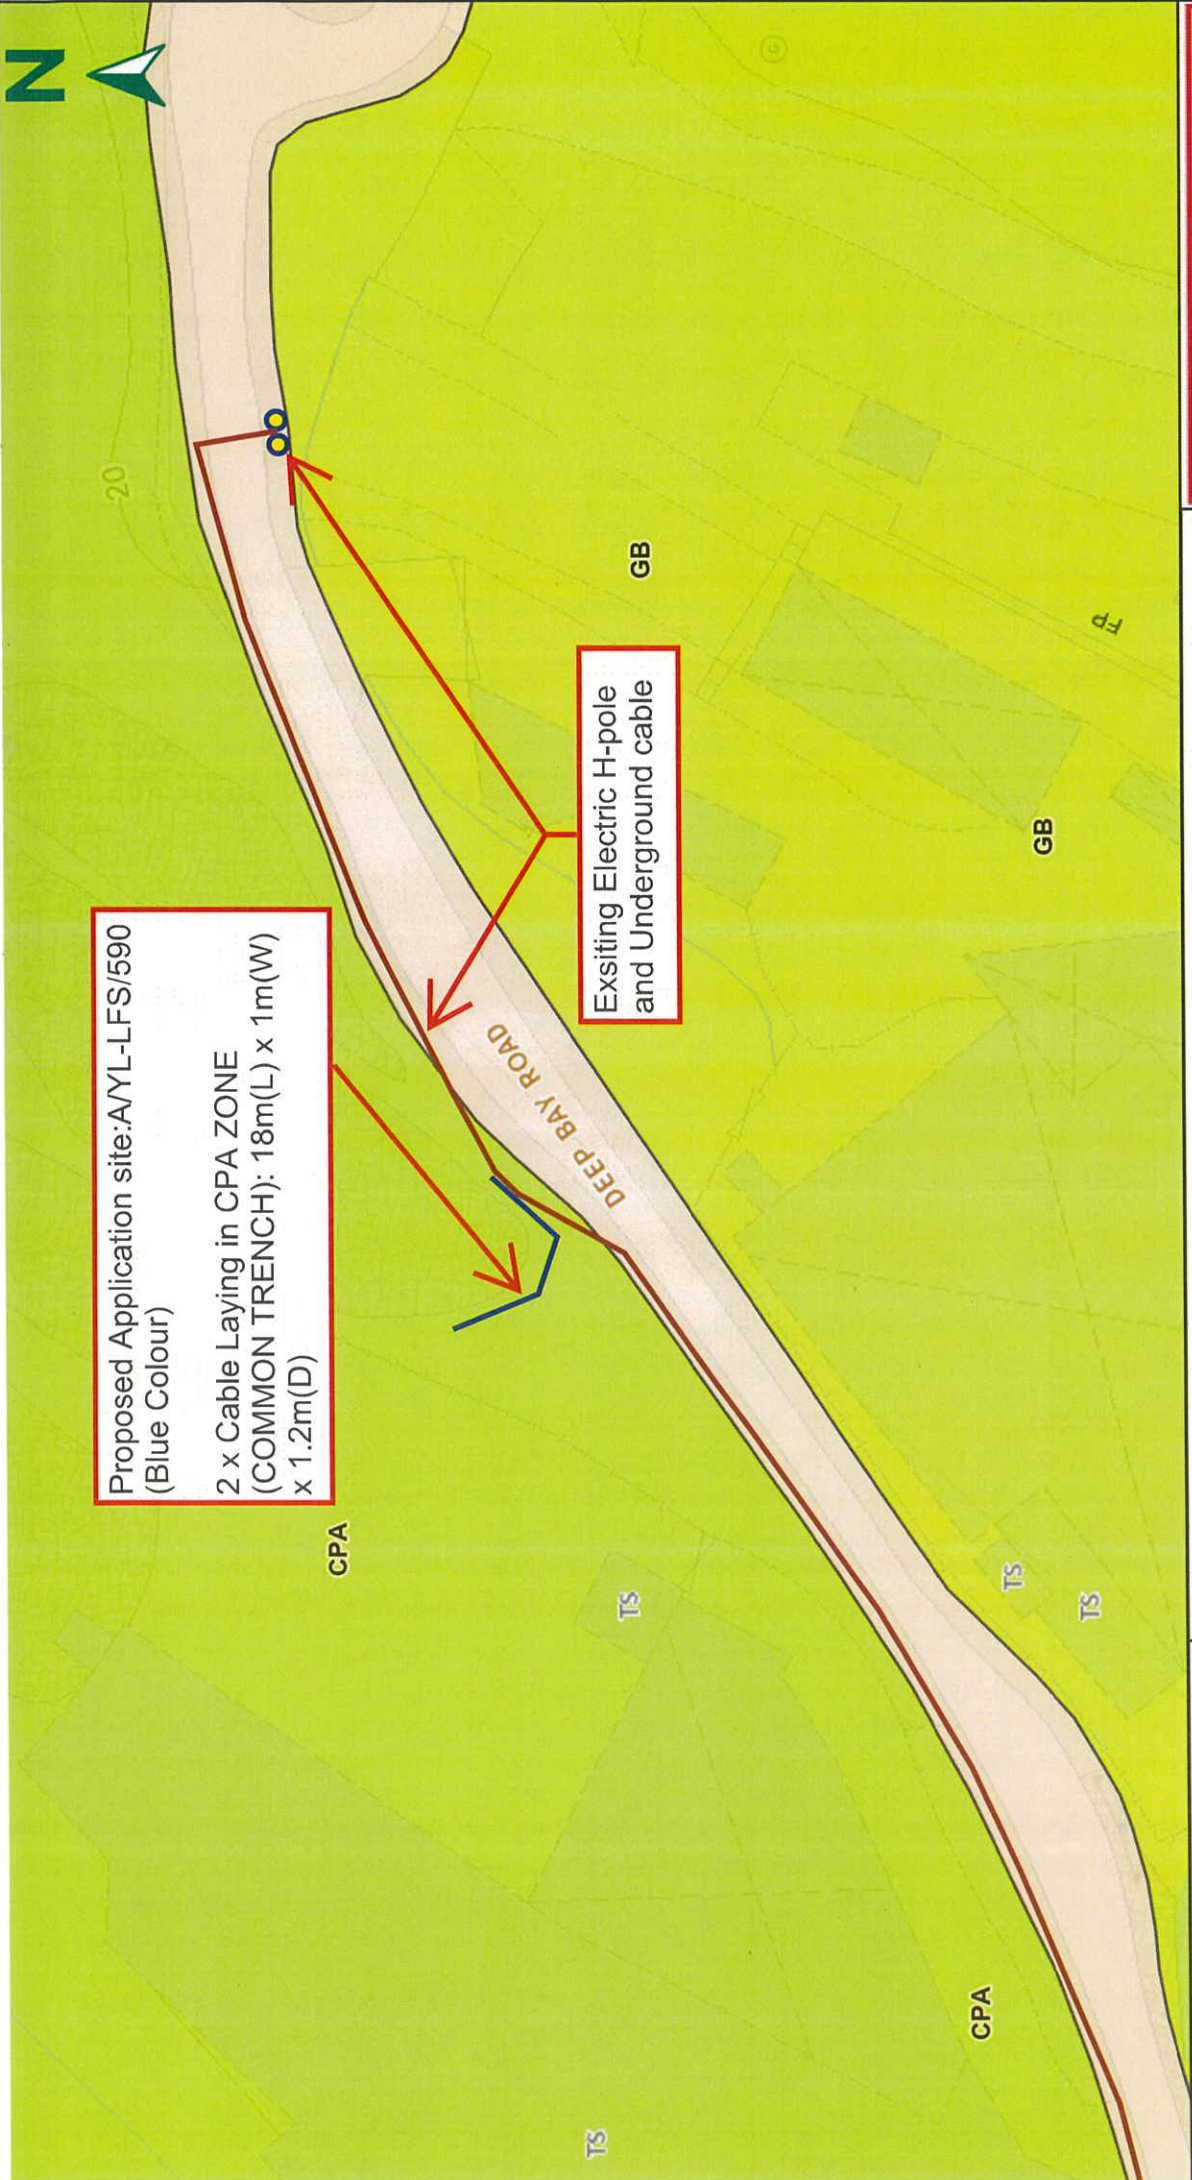 N
20
Proposed Application site:A/YL-LFS/590
(Blue Colour)
2 x Cable Laying in CPA ZONE
(COMMON TRENCH): 18m(L) x 1m(W)
x 1.2m(D)
CPA
TS
DEEP BAY ROAD
Exsiting Electric H-pole
and Underground cable
GB
GB
FP
G
TS
TS
TS
CPA